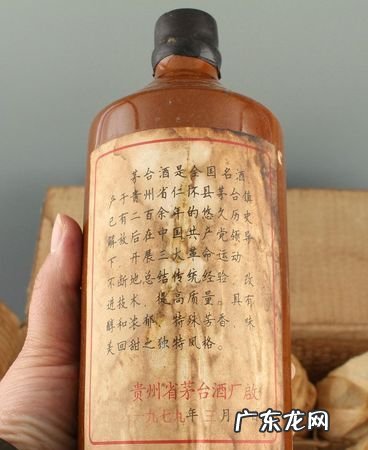 茅台酒是全国名酒
产于贵州省仁怀县茅台镇
已有二百余年的悠久历史
解放后在中国共产党领导
下开展三大革命运动
不断地总结传统经验改
进技术，提高质量。具有
醇和浓郁、特殊芳香、味
美回甜之独特风格。
贵州省茅台酒厂啟
一九七九年三月
广东龙网